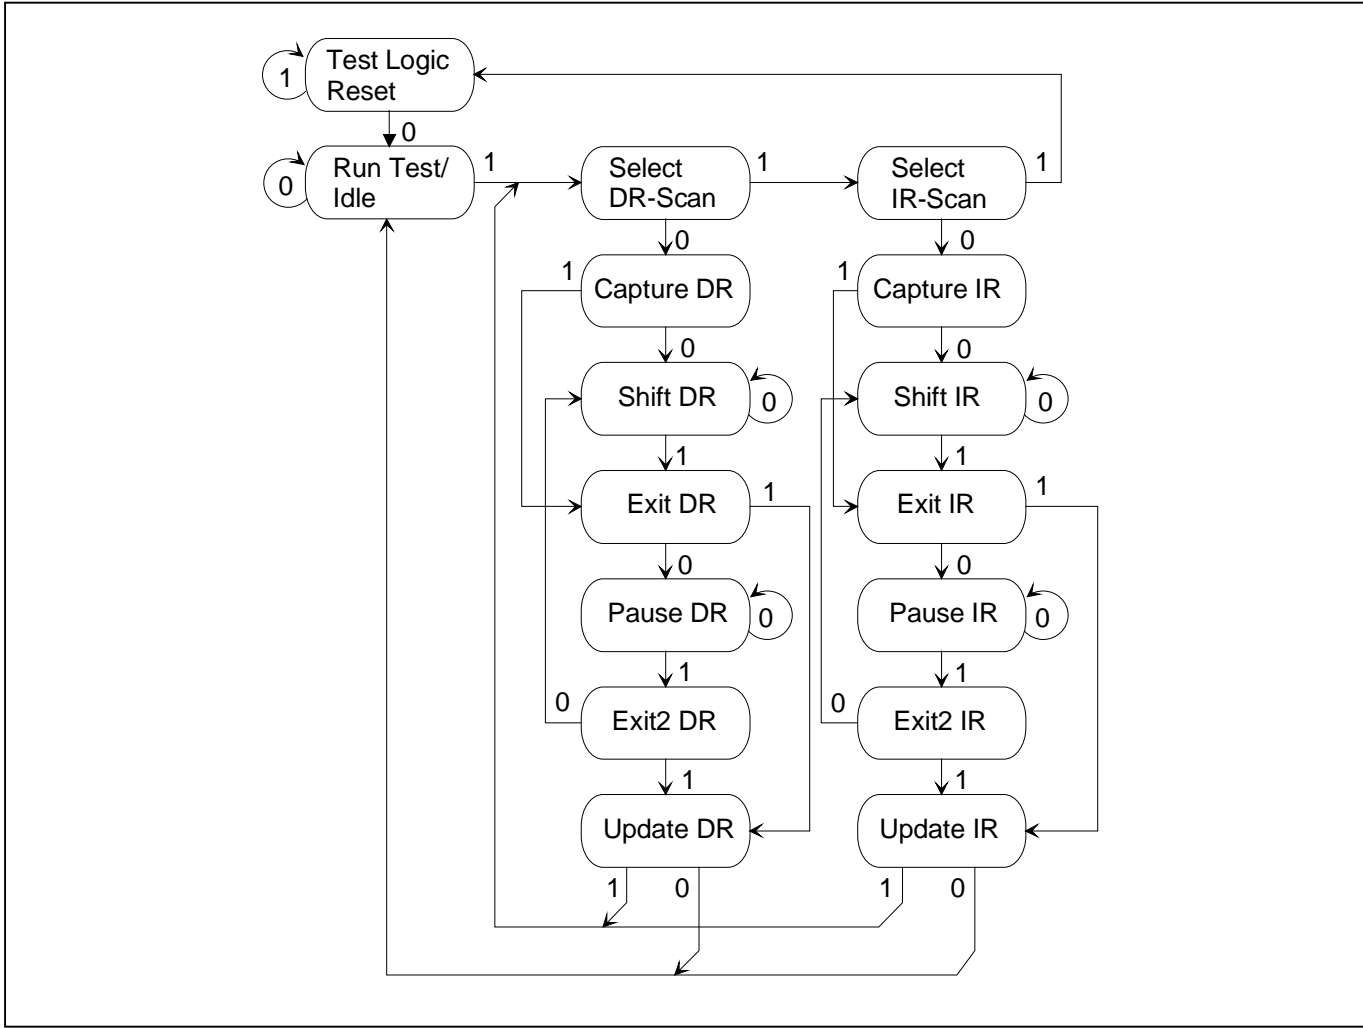 Test Logic
Reset
1
0
Run Test/
Idle
0
1
Select
DR-Scan
1
Select
IR-Scan
1
0
0
1
Capture DR
1
Capture IR
0
0
Shift DR
0
Shift IR
0
1
1
Exit DR
1
Exit IR
1
0
0
Pause DR
0
Pause IR
0
1
1
0
Exit2 DR
0
Exit2 IR
1
1
Update DR
Update IR
1
0
1
0